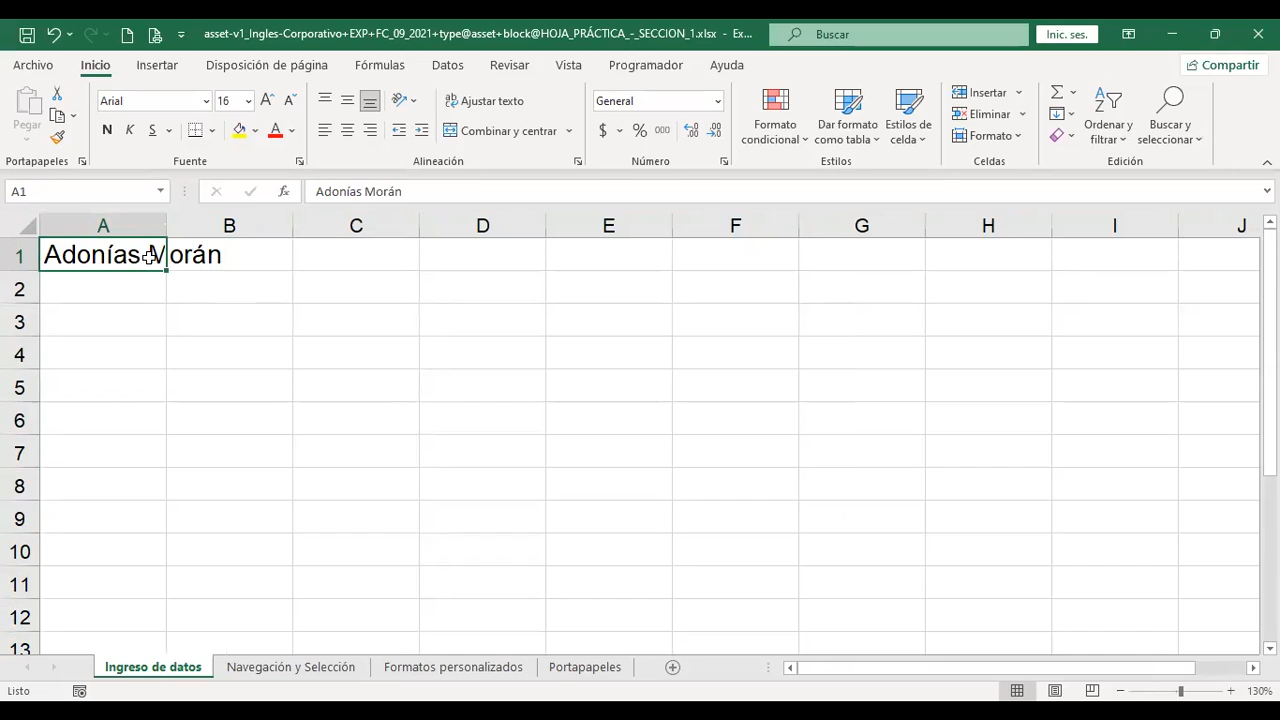 asset-v1_Ingles-Corporativo+EXP+FC_09_2021+type@asset+block@HOJA_PRÁCTICA_-_SECCION_1.xlsx - Ex...
Buscar
Inic. ses.
Archivo Inicio Insertar Disposición de página Fórmulas Datos Revisar Vista Programador Ayuda
Compartir
Pegar
Portapapeles
Arial 16
N K S
Fuente
Ajustar texto
Combinar y centrar
Alineación
General
$ % 000
Número
Formato condicional
Dar formato como tabla
Estilos de celda
Estilos
Insertar
Eliminar
Formato
Celdas
Ordenar y filtrar
Buscar y seleccionar
Edición
A1 fx Adonías Morán
A B C D E F G H I J
1 Adonías Morán
2
3
4
5
6
7
8
9
10
11
12
13
Ingreso de datos Navegación y Selección Formatos personalizados Portapapeles
Listo 130%